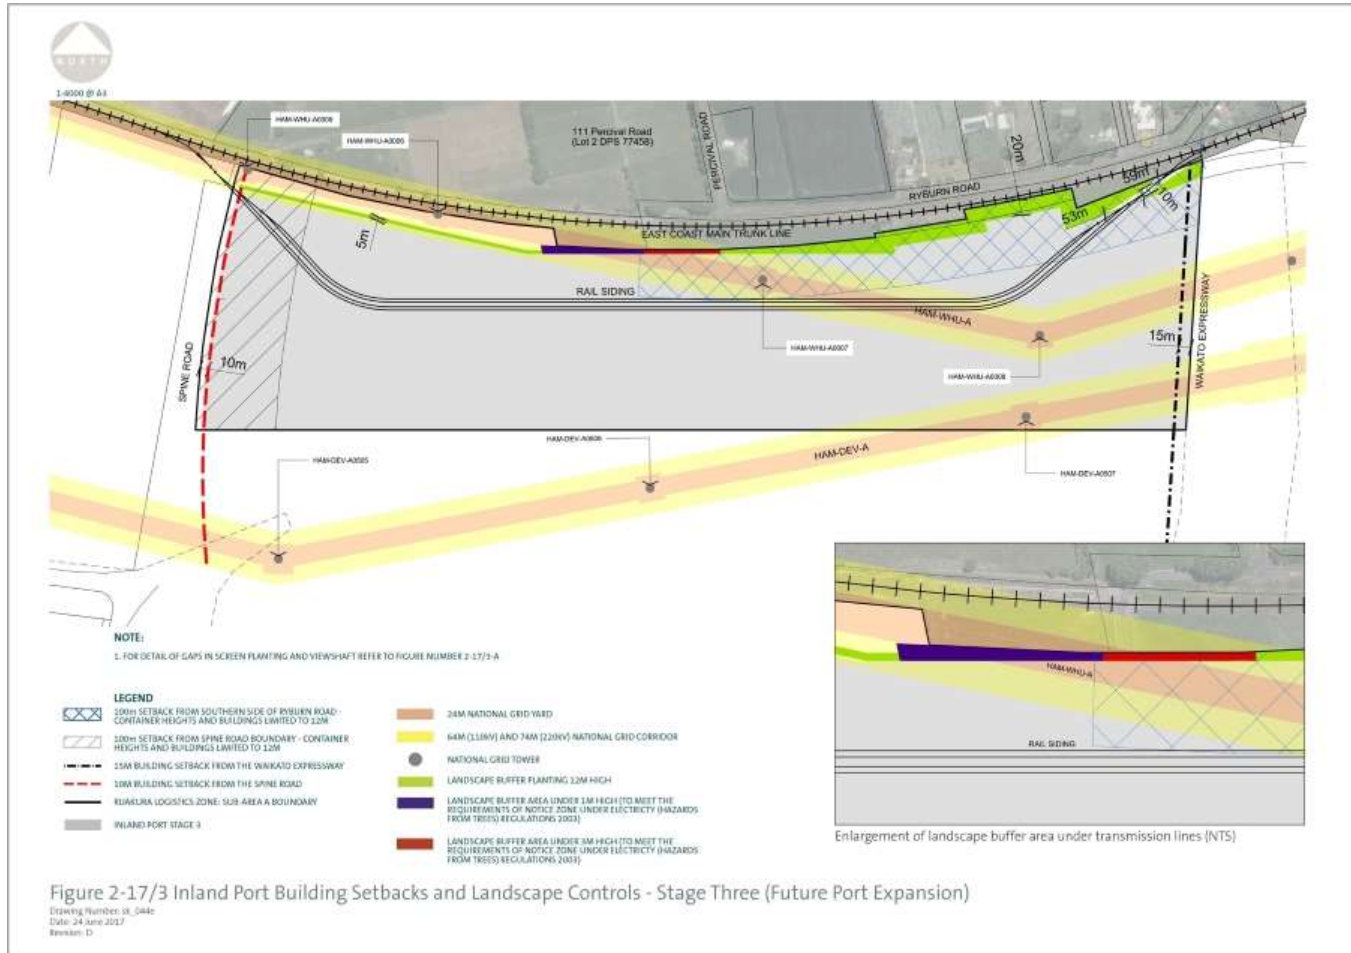 NORTH
1:4000 @ A3
HAM-WHU-A0006
111 Percival Road
(Lot 2 DPS 77458)
PERCIVAL ROAD
20m
59m
10m
53m
RYBURN ROAD
5m
EAST COAST MAIN TRUNK LINE
RAIL SIDING
HAM-WHU-A
HAM-WHU-A0007
HAM-WHU-A0008
15m
WAIKATO EXPRESSWAY
SPINE ROAD
10m
HAM-DEV-A0606
HAM-DEV-A
HAM-DEV-A0507
NOTE:
1. FOR DETAIL OF GAPS IN SCREEN PLANTING AND VIEWSHAFT REFER TO FIGURE NUMBER 2-17/3-A
LEGEND
100m SETBACK FROM SOUTHERN SIDE OF RYBURN ROAD -
CONTAINER HEIGHTS AND BUILDINGS LIMITED TO 12M
100m SETBACK FROM SPINE ROAD BOUNDARY - CONTAINER
HEIGHTS AND BUILDINGS LIMITED TO 12M
15M BUILDING SETBACK FROM THE WAIKATO EXPRESSWAY
10M BUILDING SETBACK FROM THE SPINE ROAD
RUAKURA LOGISTICS ZONE: SUB-AREA A BOUNDARY
INLAND PORT STAGE 3
24M NATIONAL GRID YARD
64M (110kV) AND 74M (220kV) NATIONAL GRID CORRIDOR
NATIONAL GRID TOWER
LANDSCAPE BUFFER PLANTING 12M HIGH
LANDSCAPE BUFFER AREA UNDER 1M HIGH (TO MEET THE
REQUIREMENTS OF NOTICE ZONE UNDER ELECTRICTY (HAZARDS
FROM TREES) REGULATIONS 2003)
LANDSCAPE BUFFER AREA UNDER 3M HIGH (TO MEET THE
REQUIREMENTS OF NOTICE ZONE UNDER ELECTRICTY (HAZARDS
FROM TREES) REGULATIONS 2003)
HAM-WHU-A
RAIL SIDING
Enlargement of landscape buffer area under transmission lines (NTS)
Figure 2-17/3 Inland Port Building Setbacks and Landscape Controls - Stage Three (Future Port Expansion)
Date: 24 June 2017
Revision: D